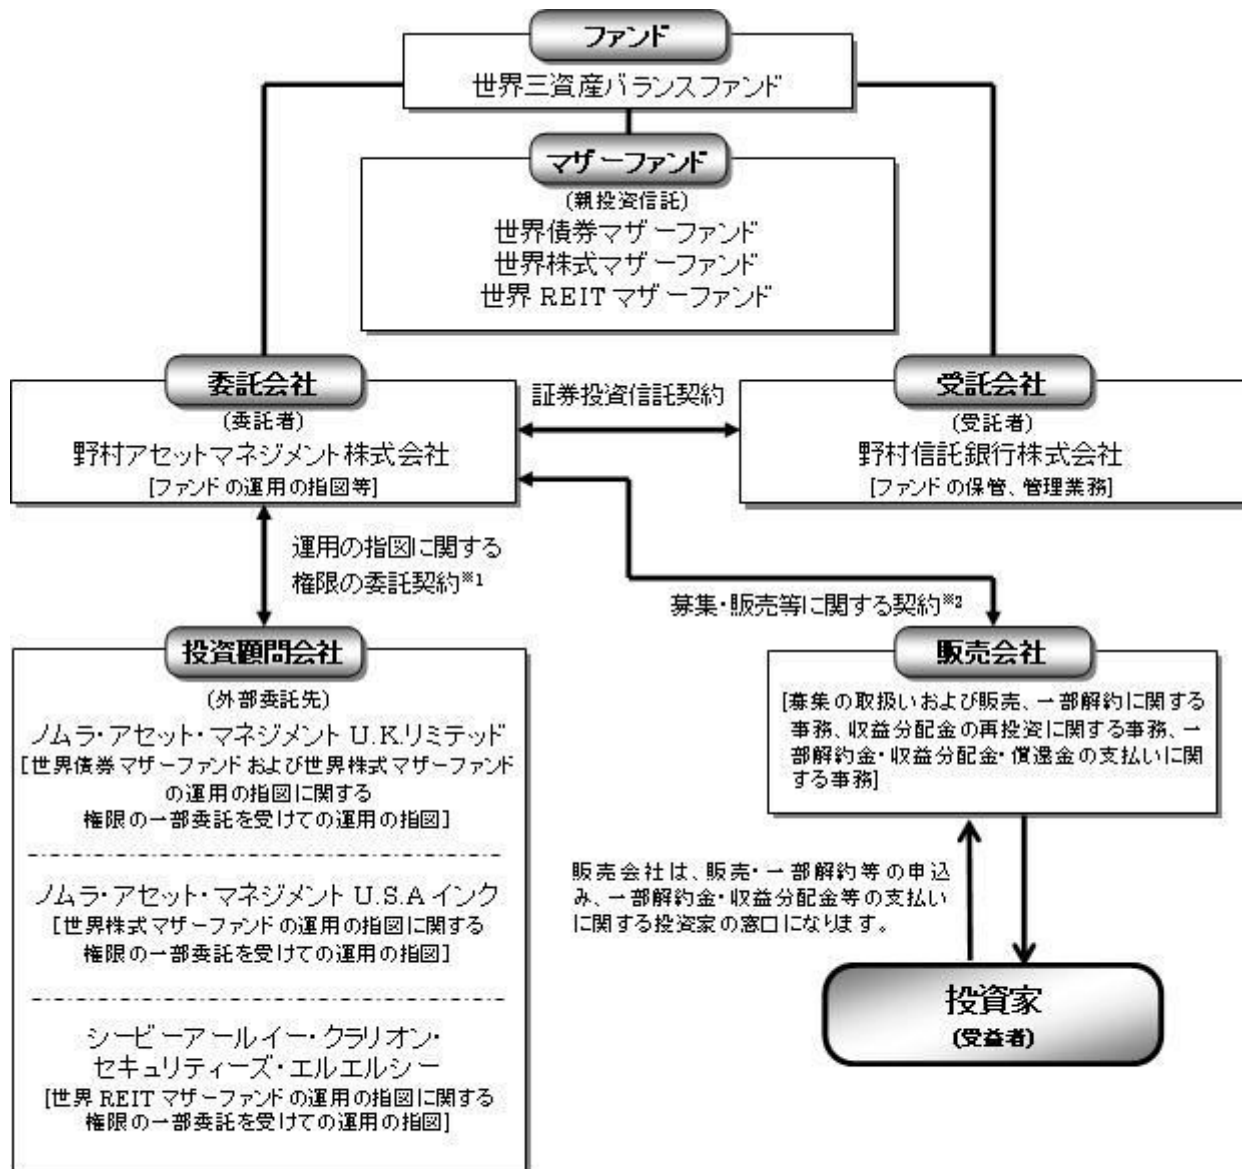 ファンド
世界三資産バランスファンド
マザーファンド
(親投資信託)
世界債券マザーファンド
世界株式マザーファンド
世界 REIT マザーファンド
委託会社
(委託者)
野村アセットマネジメント株式会社
[ファンドの運用の指図等]
証券投資信託契約
受託会社
(受託者)
野村信託銀行株式会社
[ファンドの保管、管理業務]
運用の指図に関する
権限の委託契約※1
募集・販売等に関する契約※2
投資顧問会社
(外部委託先)
ノムラ・アセット・マネジメント U.K.リミテッド
[世界債券マザーファンドおよび世界株式マザーファンド
の運用の指図に関する
権限の一部委託を受けての運用の指図]
ノムラ・アセット・マネジメント U.S.A インク
[世界株式マザーファンドの運用の指図に関する
権限の一部委託を受けての運用の指図]
シービーアールイー・クラリオン・
セキュリティーズ・エルエルシー
[世界 REIT マザーファンドの運用の指図に関する
権限の一部委託を受けての運用の指図]
販売会社
[募集の取扱いおよび販売、一部解約に関する
事務、収益分配金の再投資に関する事務、一
部解約金・収益分配金・償還金の支払いに関
する事務]
販売会社は、販売・一部解約等の申込
み、一部解約金・収益分配金等の支払い
に関する投資家の窓口になります。
投資家
(受益者)